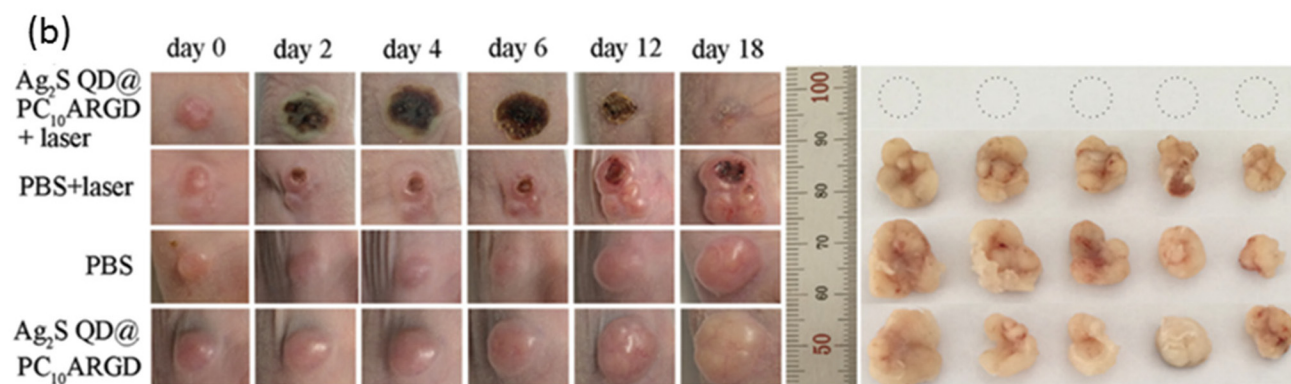 (b)
day 0 day 2 day 4 day 6 day 12 day 18
Ag₂S QD@
PC₁₀ARGD
+ laser
PBS+laser
PBS
Ag₂S QD@
PC₁₀ARGD
100
90
80
70
60
50